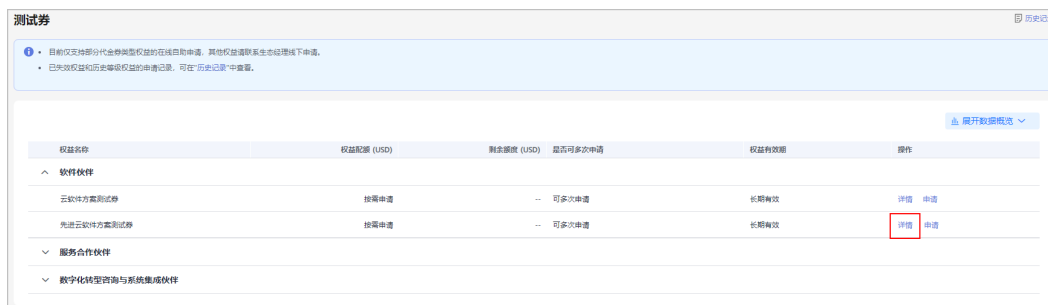 测试券
历史记
目前仅支持部分代金券类型权益的在线自助申请，其他权益请联系生态经理线下申请。
已失效权益和历史等级权益的申请记录，可在"历史记录"中查看。
展开数据概览
权益名称 权益配额 (USD) 剩余额度 (USD) 是否可多次申请 权益有效期 操作
软件伙伴
云软件方案测试券 按需申请 -- 可多次申请 长期有效 详情 申请
先进云软件方案测试券 按需申请 -- 可多次申请 长期有效 详情 申请
服务合作伙伴
数字化转型咨询与系统集成伙伴